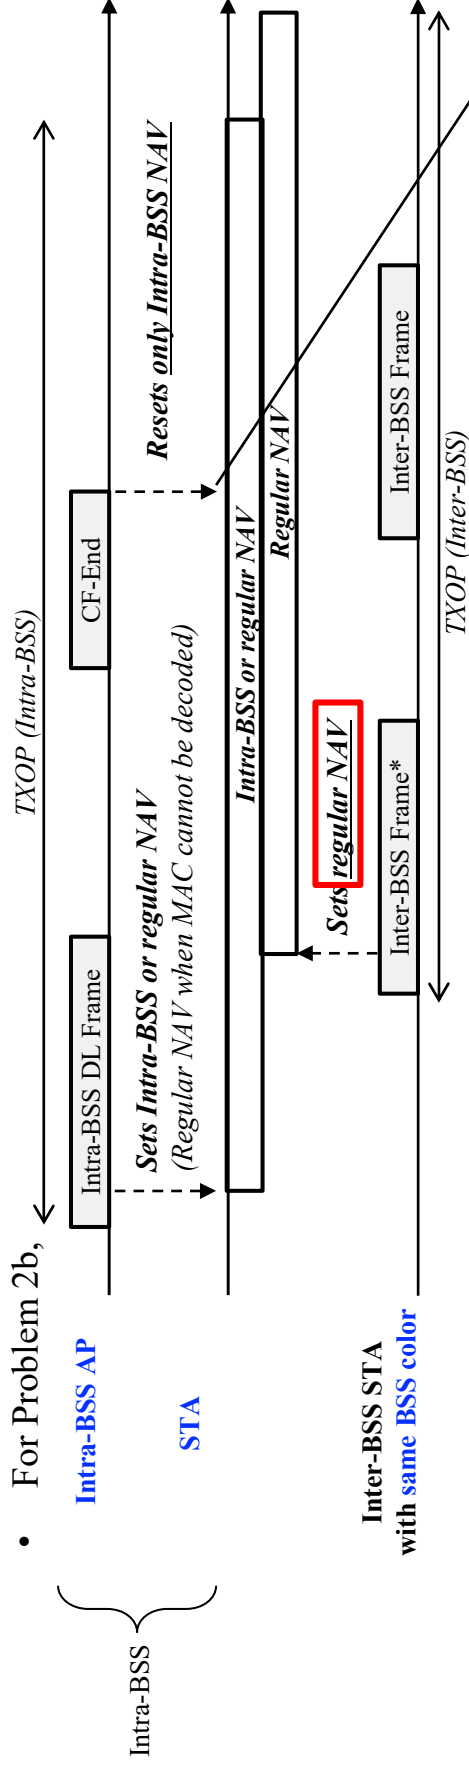 • For Problem 2b,
TXOP (Intra-BSS)
Intra-BSS
Intra-BSS AP
Intra-BSS DL Frame
CF-End
Sets Intra-BSS or regular NAV
(Regular NAV when MAC cannot be decoded)
Resets only Intra-BSS NAV
STA
Intra-BSS or regular NAV
Regular NAV
Sets regular NAV
Inter-BSS STA
with same BSS color
Inter-BSS Frame*
Inter-BSS Frame
TXOP (Inter-BSS)